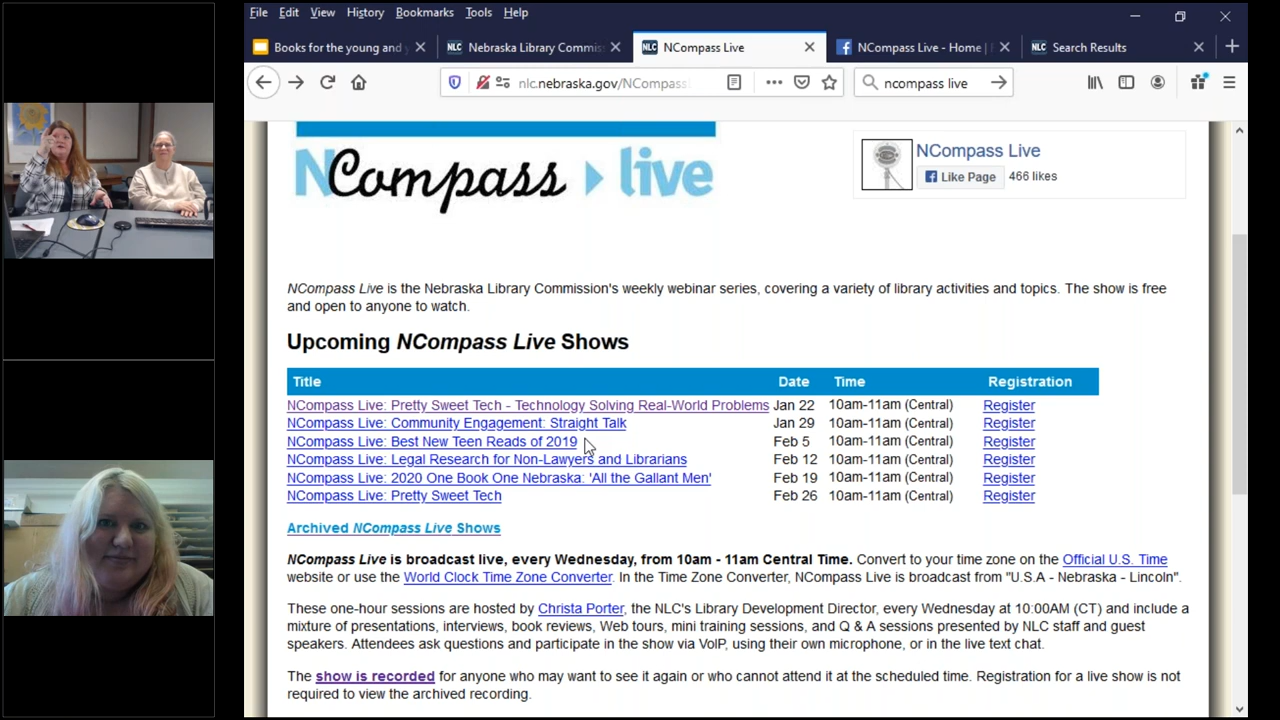 File Edit View History Bookmarks Tools Help
Books for the young and y
NLC Nebraska Library Commis
NLC NCompass Live
NCompass Live - Home |
NLC Search Results
nlc.nebraska.gov/NCompass
ncompass live
NCompass live
NCompass Live
Like Page 466 likes
NCompass Live is the Nebraska Library Commission's weekly webinar series, covering a variety of library activities and topics. The show is free
and open to anyone to watch.
Upcoming NCompass Live Shows
Title Date Time Registration
NCompass Live: Pretty Sweet Tech - Technology Solving Real-World Problems Jan 22 10am-11am (Central) Register
NCompass Live: Community Engagement: Straight Talk Jan 29 10am-11am (Central) Register
NCompass Live: Best New Teen Reads of 2019 Feb 5 10am-11am (Central) Register
NCompass Live: Legal Research for Non-Lawyers and Librarians Feb 12 10am-11am (Central) Register
NCompass Live: 2020 One Book One Nebraska: 'All the Gallant Men' Feb 19 10am-11am (Central) Register
NCompass Live: Pretty Sweet Tech Feb 26 10am-11am (Central) Register
Archived NCompass Live Shows
NCompass Live is broadcast live, every Wednesday, from 10am - 11am Central Time. Convert to your time zone on the Official U.S. Time
website or use the World Clock Time Zone Converter. In the Time Zone Converter, NCompass Live is broadcast from "U.S.A - Nebraska - Lincoln".
These one-hour sessions are hosted by Christa Porter, the NLC's Library Development Director, every Wednesday at 10:00AM (CT) and include a
mixture of presentations, interviews, book reviews, Web tours, mini training sessions, and Q & A sessions presented by NLC staff and guest
speakers. Attendees ask questions and participate in the show via VoIP, using their own microphone, or in the live text chat.
The show is recorded for anyone who may want to see it again or who cannot attend it at the scheduled time. Registration for a live show is not
required to view the archived recording.